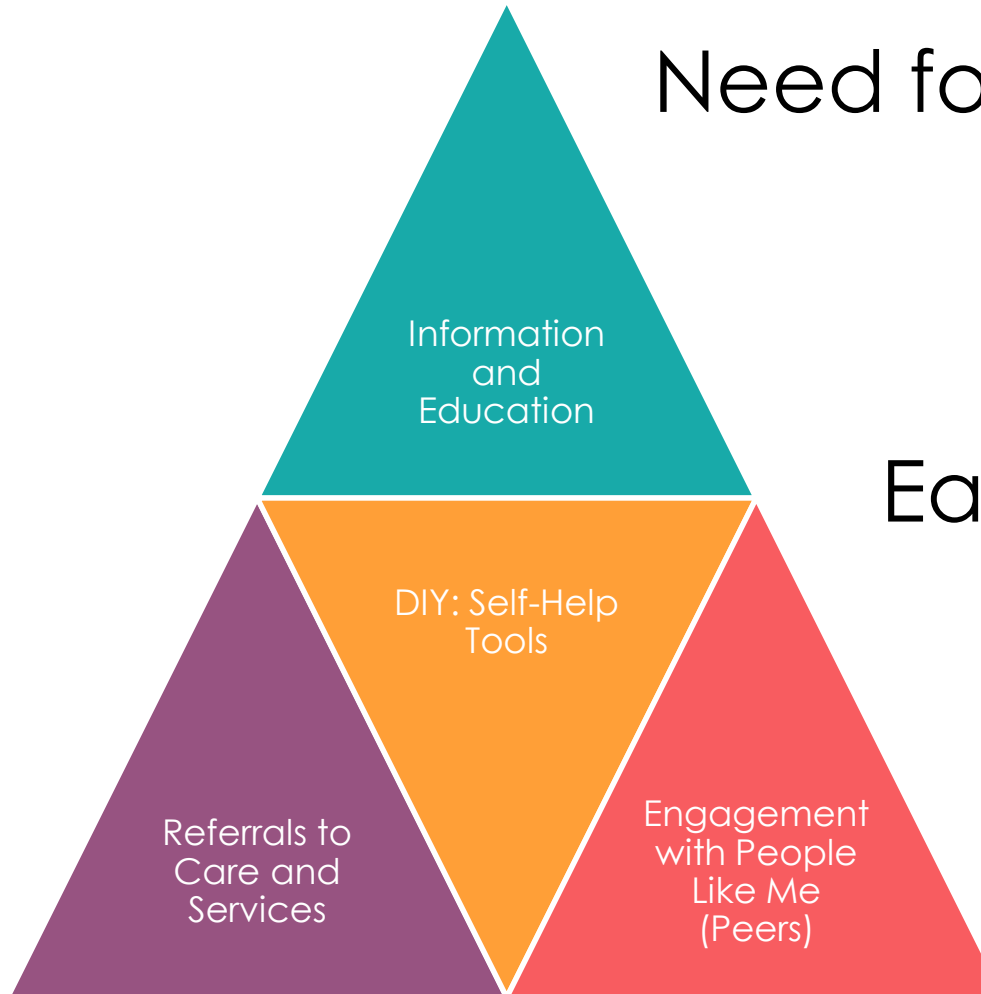 Need fo
Information
and
Education
Ea
DIY: Self-Help
Tools
Referrals to
Care and
Services
Engagement
with People
Like Me
(Peers)